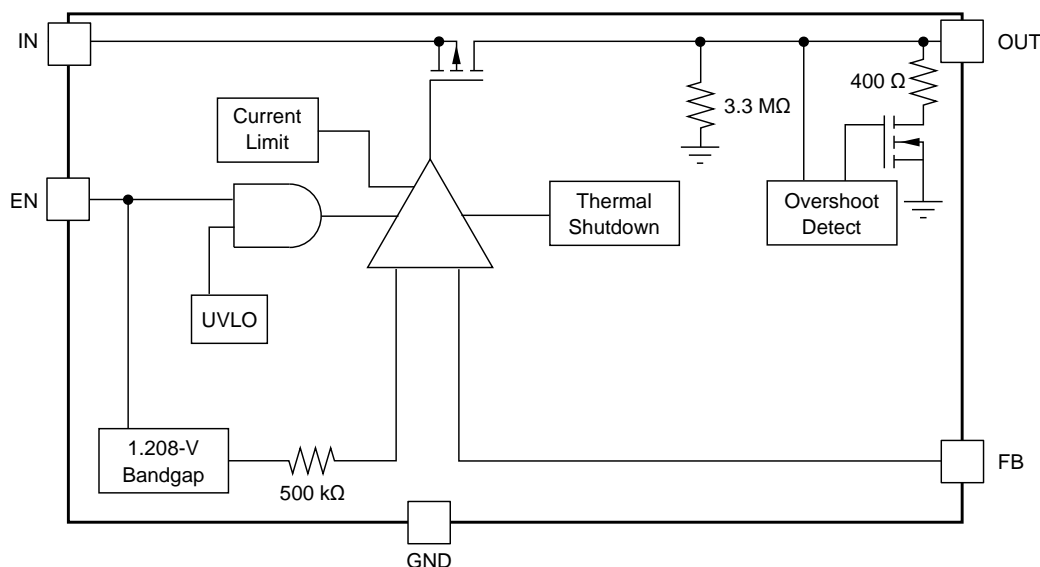 IN
OUT
400 Ω
3.3 MΩ
Current
Limit
EN
Thermal
Shutdown
Overshoot
Detect
UVLO
1.208-V
Bandgap
500 kΩ
FB
GND